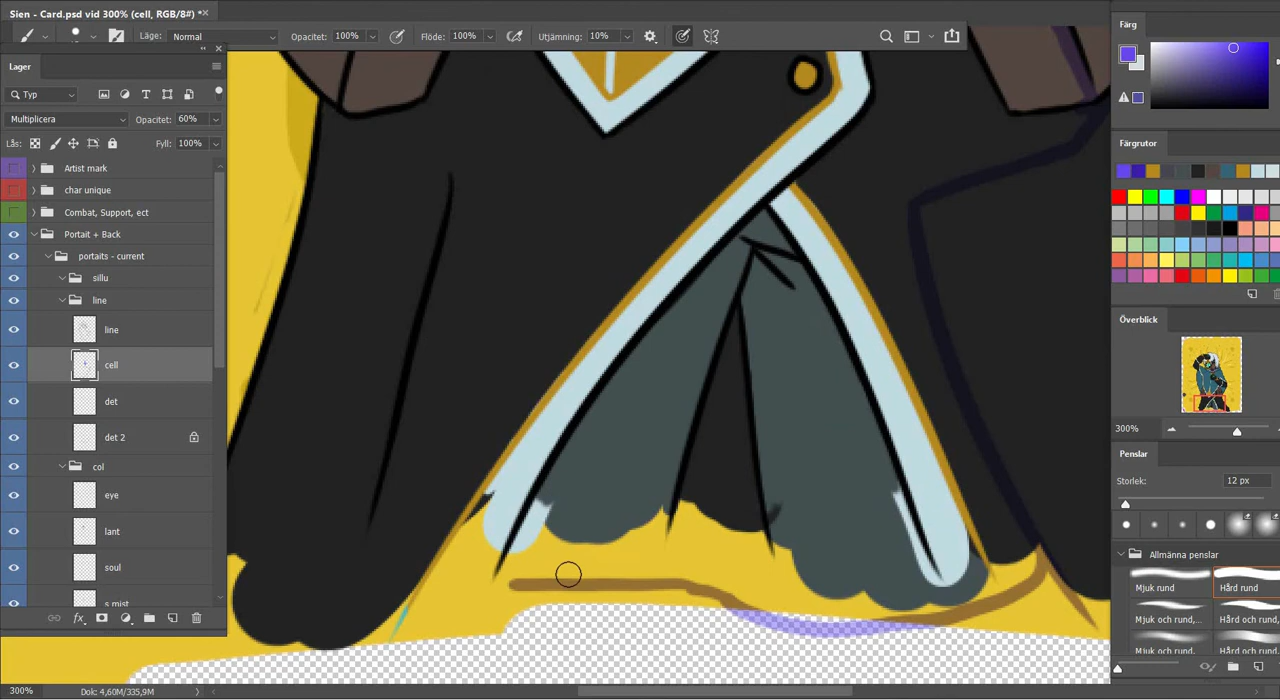 Sien - Card.psd vid 300% (cell, RGB/8#) *
Läge: Normal Opacitet: 100% Flöde: 100% Utjämning: 10%
Lager
Typ
Multiplicera Opacitet: 60%
Lås: Fyll: 100%
Artist mark
char unique
Combat, Support, ect
Portait + Back
portaits - current
sillu
line
line
cell
det
det 2
col
eye
lant
soul
s mist
fx
300% Dok: 4,60M/335,9M
Färg
Färgrutor
Överblick
300%
Penslar
Storlek: 12 px
Allmänna penslar
Mjuk rund Hård rund
Mjuk och rund,... Hård och rund,
Mjuk och rund, Hård och rund,